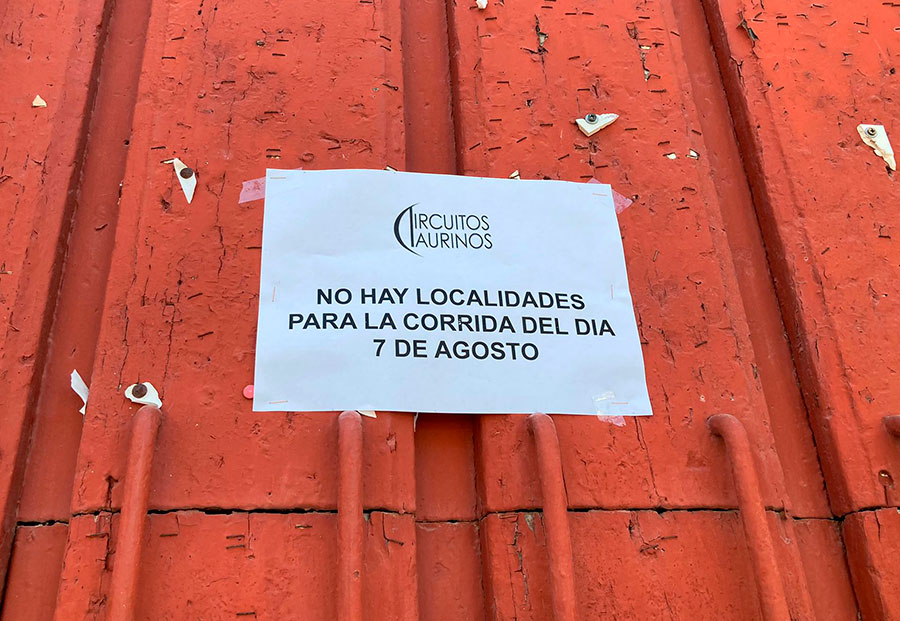 CIRCUITOS
TAURINOS
NO HAY LOCALIDADES
PARA LA CORRIDA DEL DIA
7 DE AGOSTO